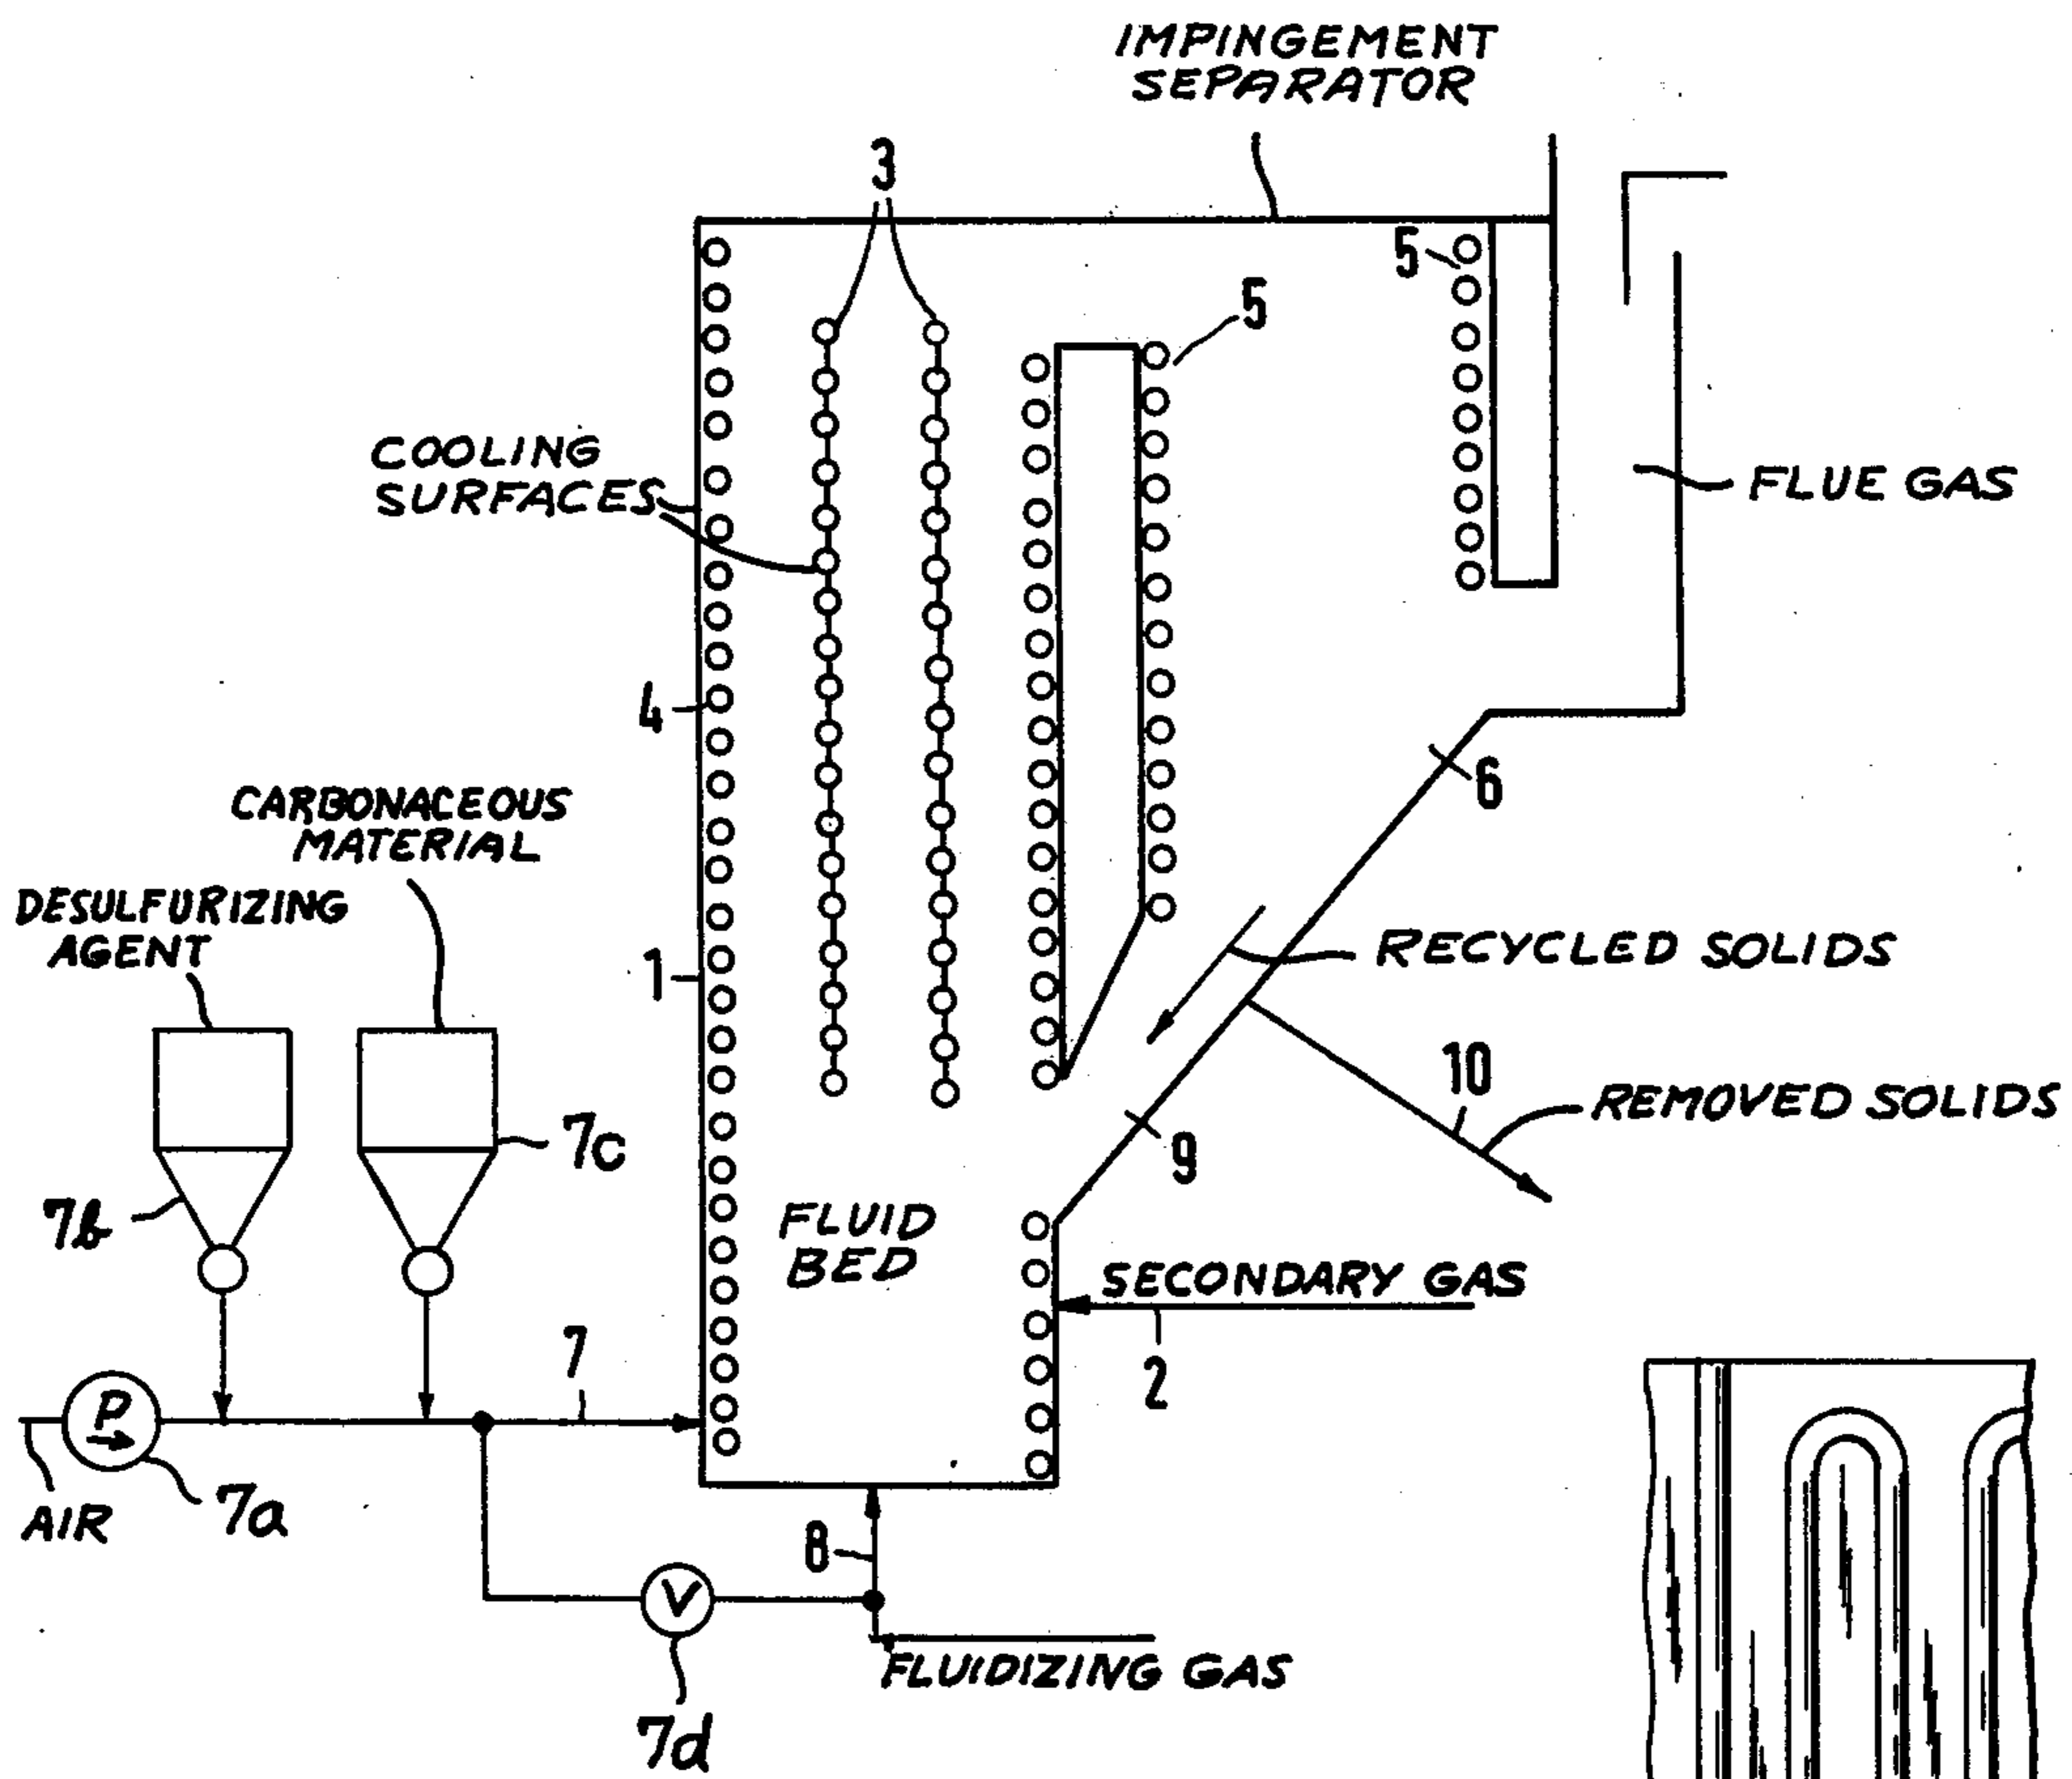 IMPINGEMENT
SEPARATOR
3
5
5
COOLING
SURFACES
FLUE GAS
4
6
CARBONACEOUS
MATERIAL
DESULFURIZING
AGENT
1
RECYCLED SOLIDS
10
REMOVED SOLIDS
7c
9
7b
FLUID
BED
SECONDARY GAS
2
7
P
AIR
7a
8
V
FLUIDIZING GAS
7d